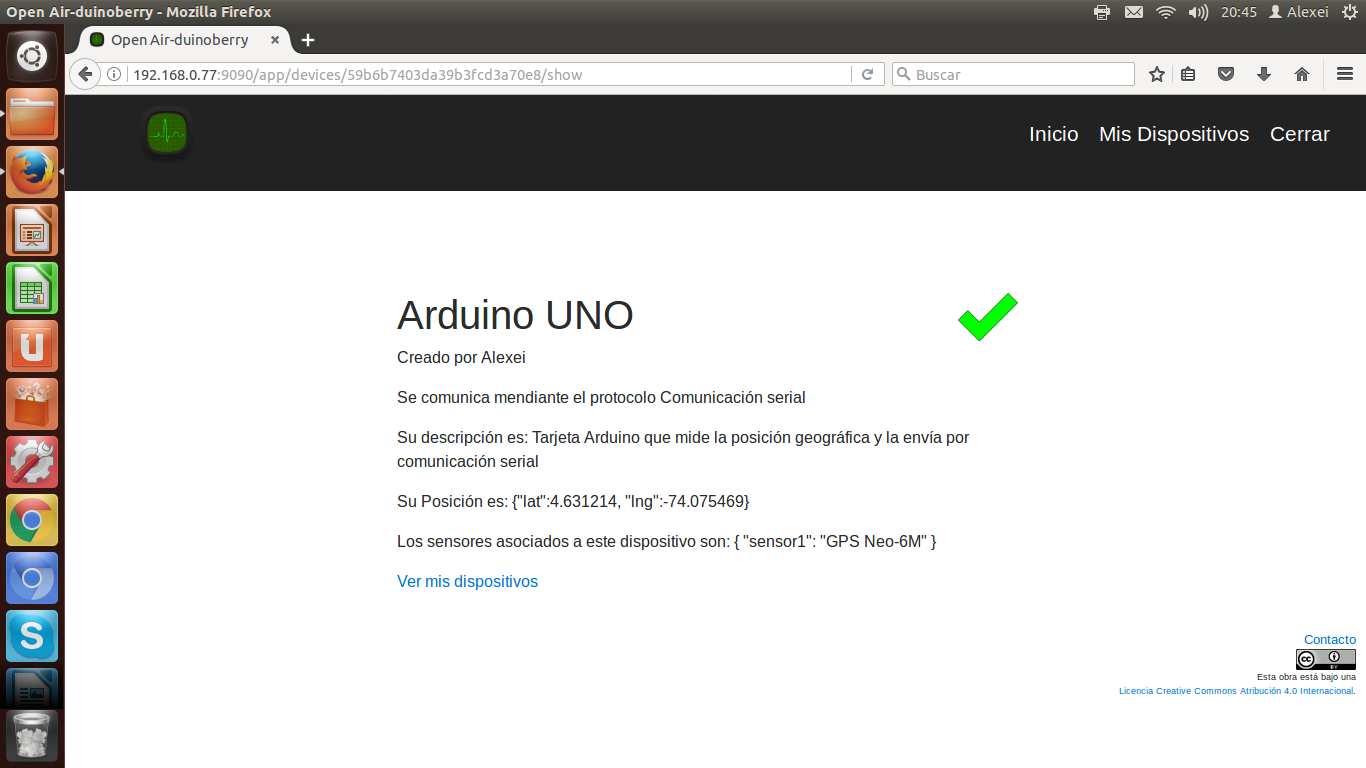 Open Air-duinoberry - Mozilla Firefox
20:45 Alexei
Open Air-duinoberry
192.168.0.77:9090/app/devices/59b6b7403da39b3fcd3a70e8/show
Buscar
Inicio Mis Dispositivos Cerrar
Arduino UNO
Creado por Alexei
Se comunica mendiante el protocolo Comunicación serial
Su descripción es: Tarjeta Arduino que mide la posición geográfica y la envía por
comunicación serial
Su Posición es: {"lat":4.631214, "lng":-74.075469}
Los sensores asociados a este dispositivo son: { "sensor1": "GPS Neo-6M" }
Ver mis dispositivos
Contacto
cc
BY
Esta obra está bajo una
Licencia Creative Commons Atribución 4.0 Internacional.